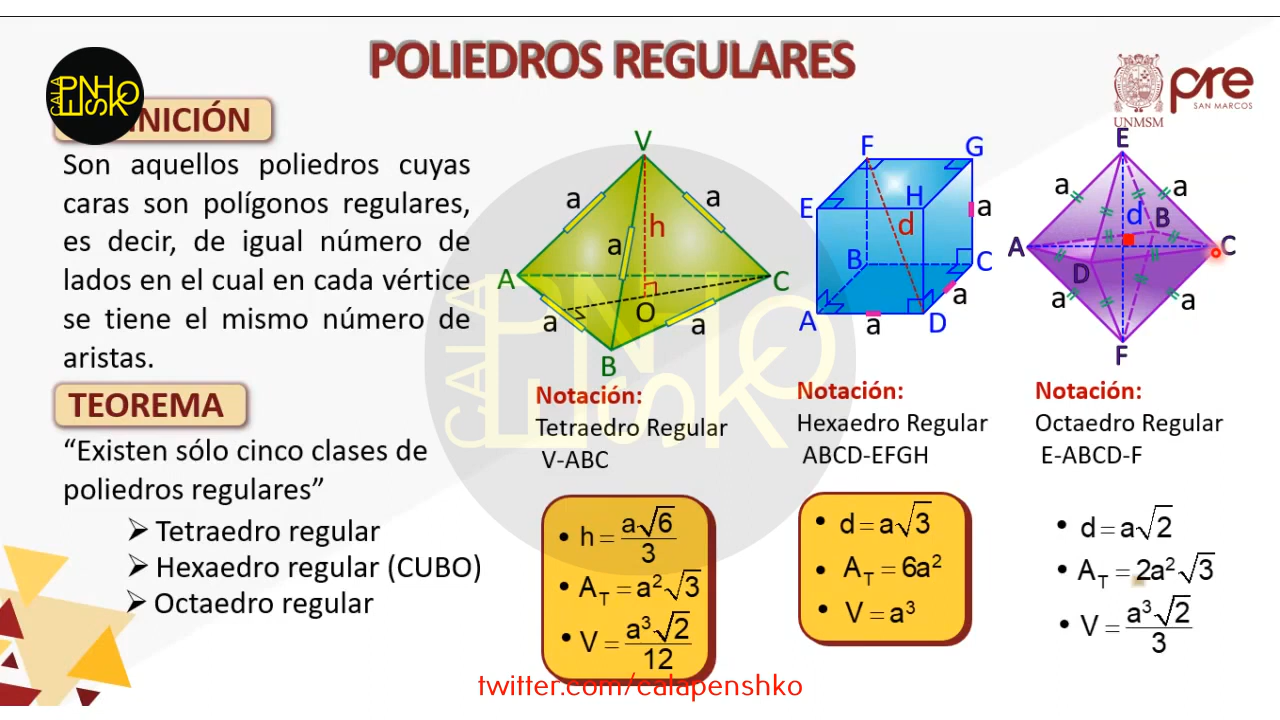 POLIEDROS REGULARES
CALA
PENHO
ESK
UNMSM
pre
SAN MARCOS
NICIÓN
Son aquellos poliedros cuyas
caras son polígonos regulares,
es decir, de igual número de
lados en el cual en cada vértice
se tiene el mismo número de
aristas.
TEOREMA
“Existen sólo cinco clases de
poliedros regulares”
➢ Tetraedro regular
➢ Hexaedro regular (CUBO)
➢ Octaedro regular
V
a
a
a
h
A
C
a
O
a
B
Notación:
Tetraedro Regular
V-ABC
• h = a√6/3
• A_T = a²√3
• V = a³√2/12
F
G
E
H
d
a
B
C
a
A
a
D
Notación:
Hexaedro Regular
ABCD-EFGH
• d = a√3
• A_T = 6a²
• V = a³
E
a
a
d
B
A
C
D
a
a
F
Notación:
Octaedro Regular
E-ABCD-F
• d = a√2
• A_T = 2a²√3
• V = a³√2/3
twitter.com/calapenshko